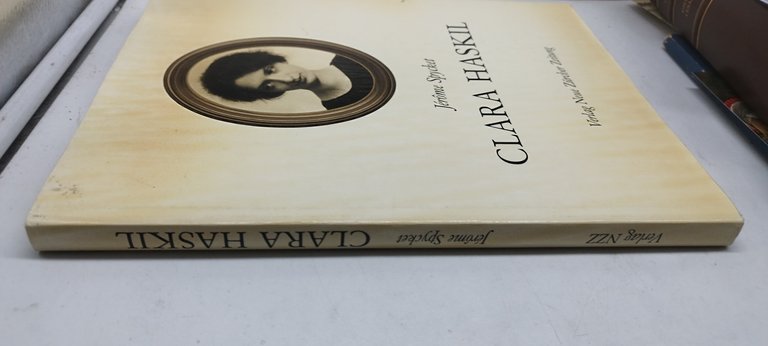 Jérôme Spycket
CLARA HASKIL
Verlag Neue Zürcher Zeitung
CLARA HASKIL
Jérôme Spycket
Verlag NZZ